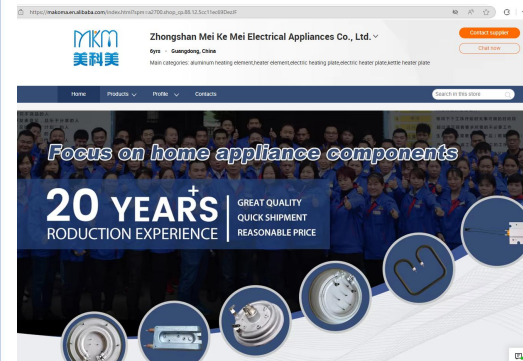 https://makoma.en.alibaba.com/index.html?spm=a2700.shop_cp.88.12.5cc11ec69DezIf
MKM
美科美
Zhongshan Mei Ke Mei Electrical Appliances Co., Ltd.
6yrs · Guangdong, China
Main categories: aluminum heating element,heater element,electric heating plate,electric heater plate,kettle heater plate
Contact supplier
Chat now
Home
Products
Profile
Contacts
Search in this store
Focus on home appliance components
20 YEARS+
RODUCTION EXPERIENCE
GREAT QUALITY
QUICK SHIPMENT
REASONABLE PRICE